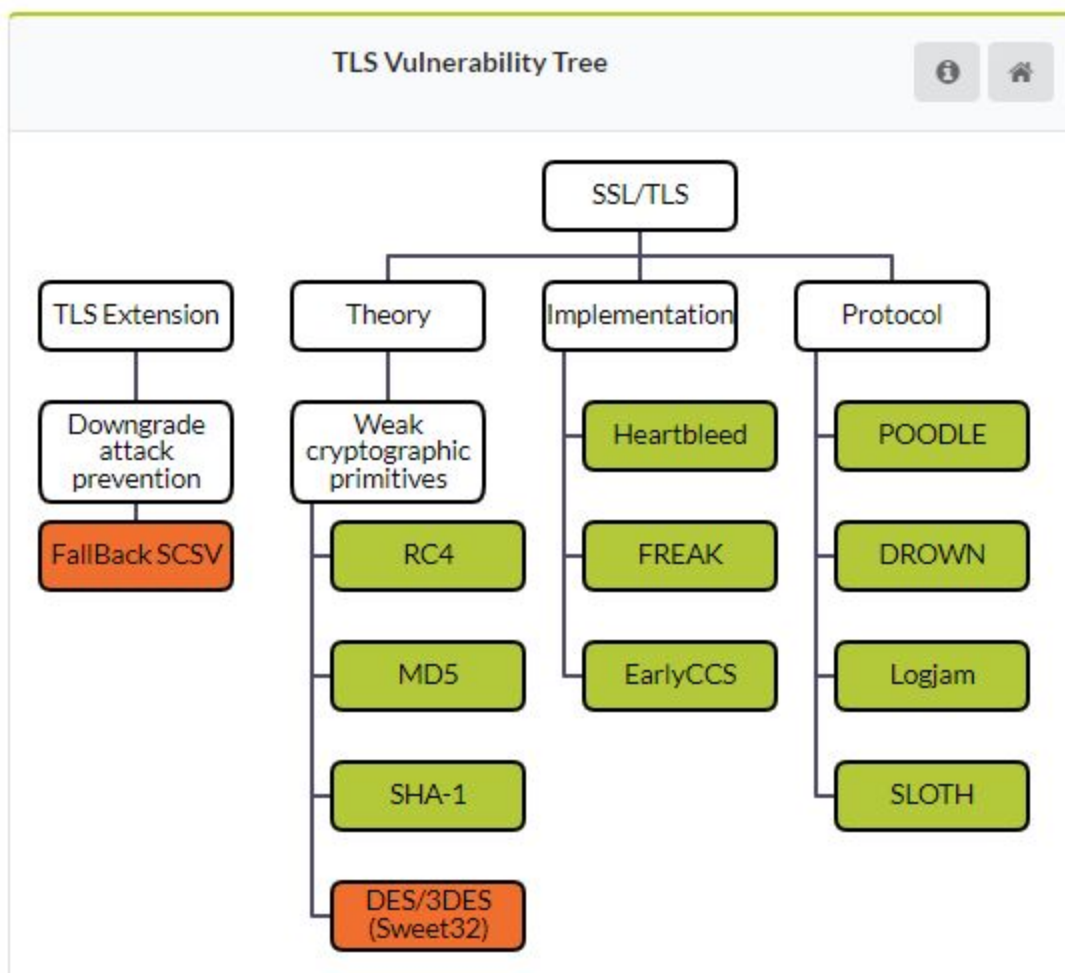 TLS Vulnerability Tree
SSL/TLS
TLS Extension
Theory
Implementation
Protocol
Downgrade
attack
prevention
Weak
cryptographic
primitives
Heartbleed
POODLE
FallBack SCSV
RC4
FREAK
DROWN
MD5
EarlyCCS
Logjam
SHA-1
SLOTH
DES/3DES
(Sweet32)